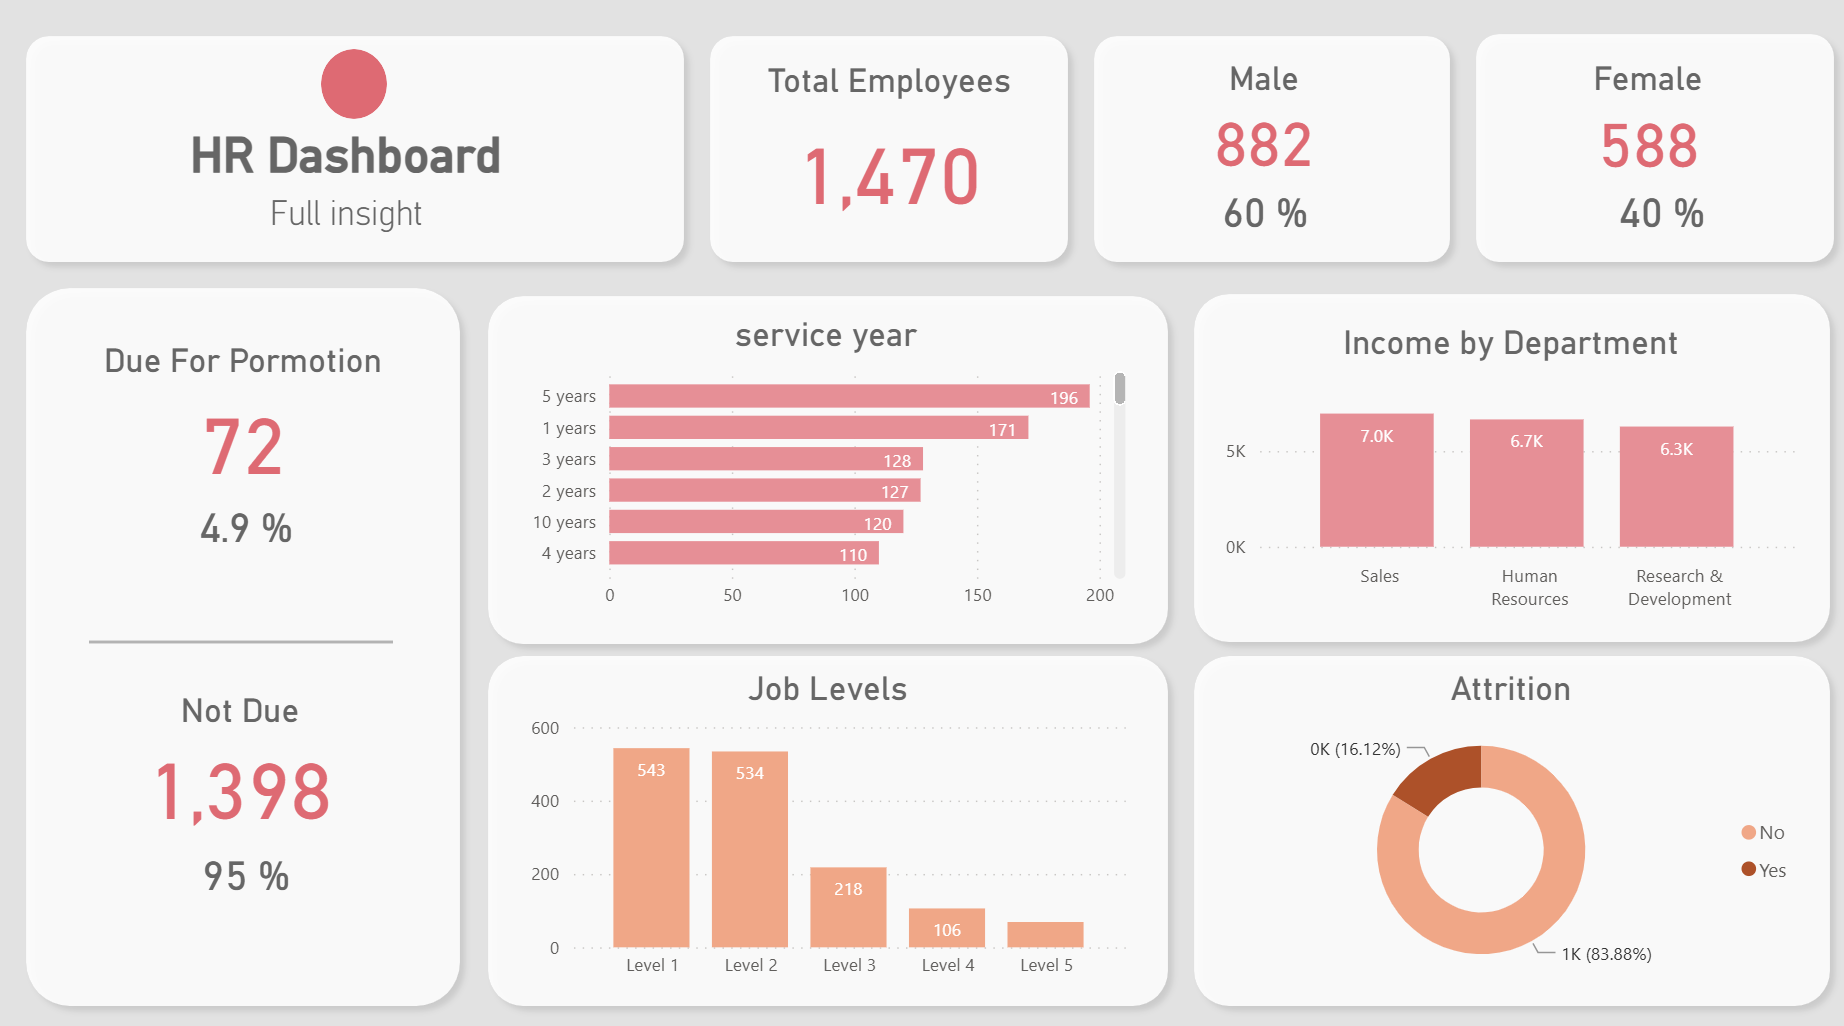 HR Dashboard
Full insight
Total Employees
1,470
Male
882
60 %
Female
588
40 %
Due For Pormotion
72
4.9 %
Not Due
1,398
95 %
service year
5 years
196
1 years
171
3 years
128
2 years
127
10 years
120
4 years
110
0 50 100 150 200
Income by Department
5K
0K
7.0K
6.7K
6.3K
Sales
Human
Resources
Research &
Development
Job Levels
600
400
200
0
543
534
218
106
Level 1 Level 2 Level 3 Level 4 Level 5
Attrition
0K (16.12%)
1K (83.88%)
No
Yes